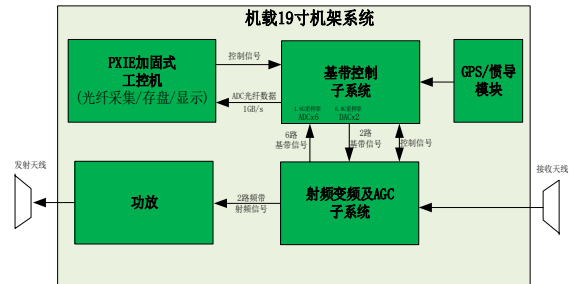 机载19寸机架系统
PXIE加固式
工控机
(光纤采集/存盘/显示)
控制信号
ADC光纤数据
1GB/s
基带控制
子系统
ADCx6
DACx2
GPS/惯导
模块
6路
基带信号
2路
基带信号
控制信号
发射天线
功放
2路频带
射频信号
射频变频及AGC
子系统
接收天线